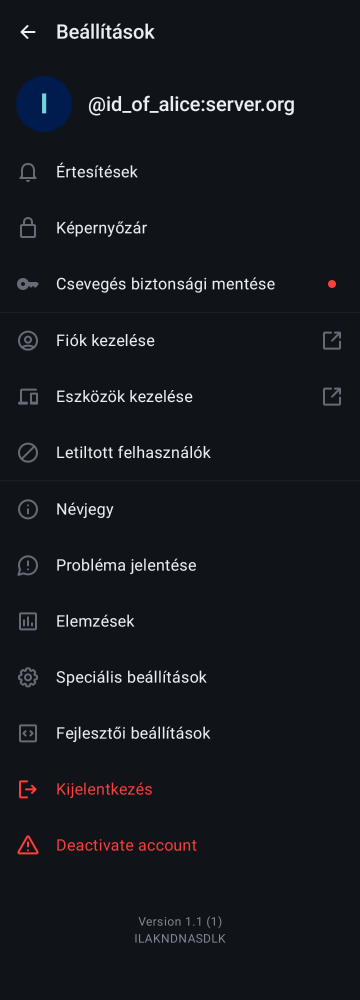 Beállítások
I
@id_of_alice:server.org
Értesítések
Képernyőzár
Csevegés biztonsági mentése
Fiók kezelése
Eszközök kezelése
Letiltott felhasználók
Névjegy
Probléma jelentése
Elemzések
Speciális beállítások
Fejlesztői beállítások
Kijelentkezés
Deactivate account
Version 1.1 (1)
ILAKNDNASDLK